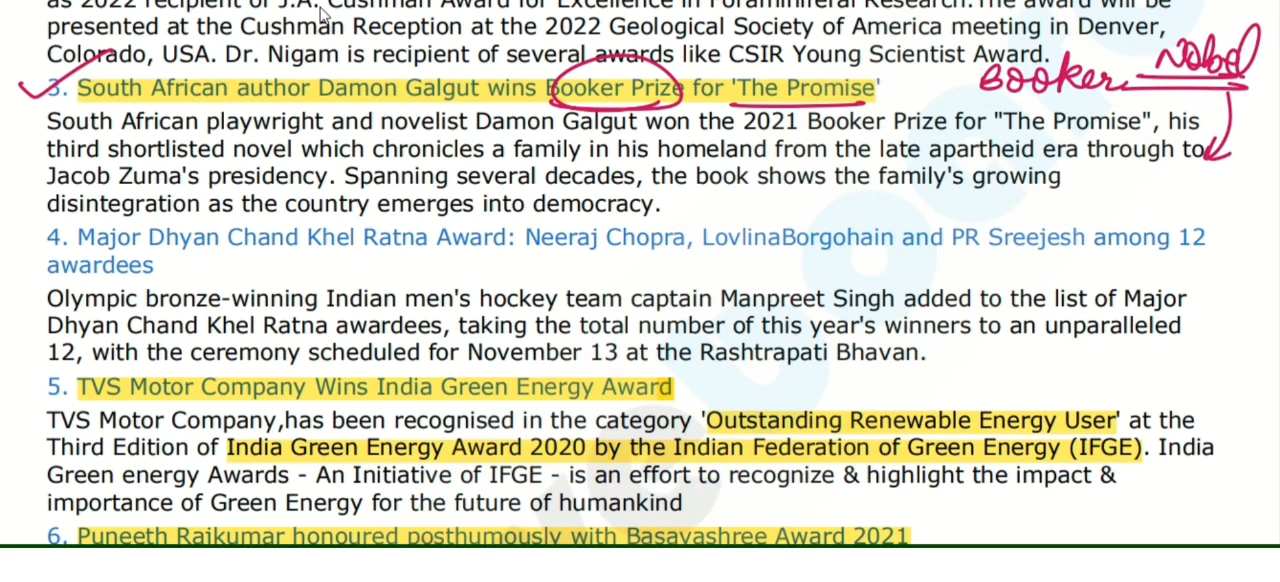 as 2022 recipient of J.A. Cushman Award for Excellence in Foraminiferal Research.The award will be
presented at the Cushman Reception at the 2022 Geological Society of America meeting in Denver,
Colorado, USA. Dr. Nigam is recipient of several awards like CSIR Young Scientist Award.
Booker Nobel
3. South African author Damon Galgut wins Booker Prize for 'The Promise'
South African playwright and novelist Damon Galgut won the 2021 Booker Prize for "The Promise", his
third shortlisted novel which chronicles a family in his homeland from the late apartheid era through to
Jacob Zuma's presidency. Spanning several decades, the book shows the family's growing
disintegration as the country emerges into democracy.
4. Major Dhyan Chand Khel Ratna Award: Neeraj Chopra, LovlinaBorgohain and PR Sreejesh among 12
awardees
Olympic bronze-winning Indian men's hockey team captain Manpreet Singh added to the list of Major
Dhyan Chand Khel Ratna awardees, taking the total number of this year's winners to an unparalleled
12, with the ceremony scheduled for November 13 at the Rashtrapati Bhavan.
5. TVS Motor Company Wins India Green Energy Award
TVS Motor Company,has been recognised in the category 'Outstanding Renewable Energy User' at the
Third Edition of India Green Energy Award 2020 by the Indian Federation of Green Energy (IFGE). India
Green energy Awards - An Initiative of IFGE - is an effort to recognize & highlight the impact &
importance of Green Energy for the future of humankind
6. Puneeth Rajkumar honoured posthumously with Basavashree Award 2021